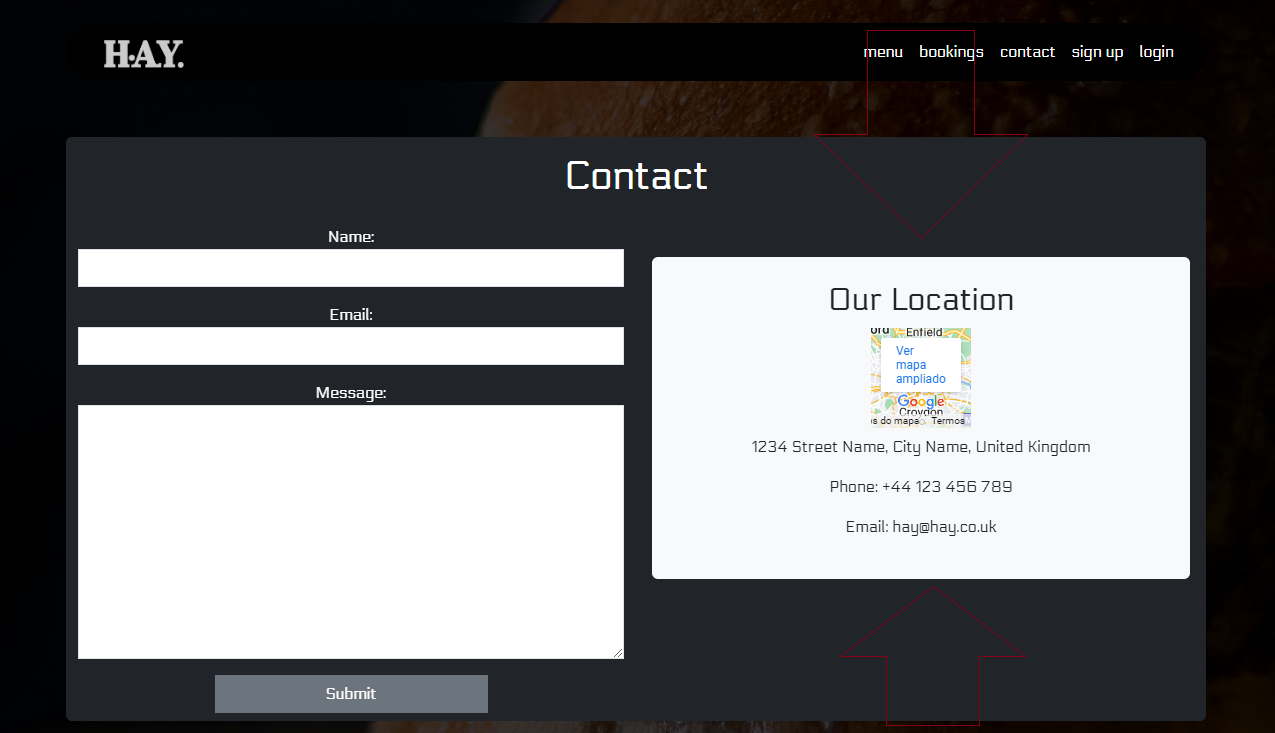 H·AY.
menu bookings contact sign up login
Contact
Name:
Email:
Message:
Submit
Our Location
Enfield
Ver
mapa
ampliado
Google
Croydon
s do mapa Termos
1234 Street Name, City Name, United Kingdom
Phone: +44 123 456 789
Email: hay@hay.co.uk